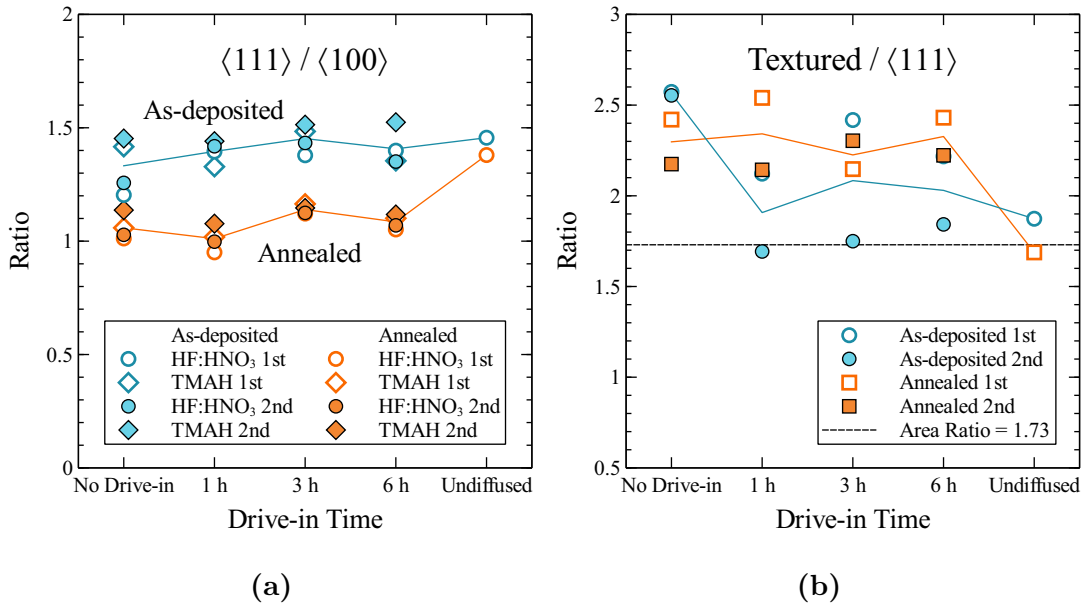 2
1.5
1
0.5
0
Ratio
⟨111⟩ / ⟨100⟩
As-deposited
Annealed
As-deposited Annealed
HF:HNO₃ 1st HF:HNO₃ 1st
TMAH 1st TMAH 1st
HF:HNO₃ 2nd HF:HNO₃ 2nd
TMAH 2nd TMAH 2nd
No Drive-in 1 h 3 h 6 h Undiffused
Drive-in Time
(a)
3
2.5
2
1.5
1
0.5
Ratio
Textured / ⟨111⟩
As-deposited 1st
As-deposited 2nd
Annealed 1st
Annealed 2nd
Area Ratio = 1.73
No Drive-in 1 h 3 h 6 h Undiffused
Drive-in Time
(b)